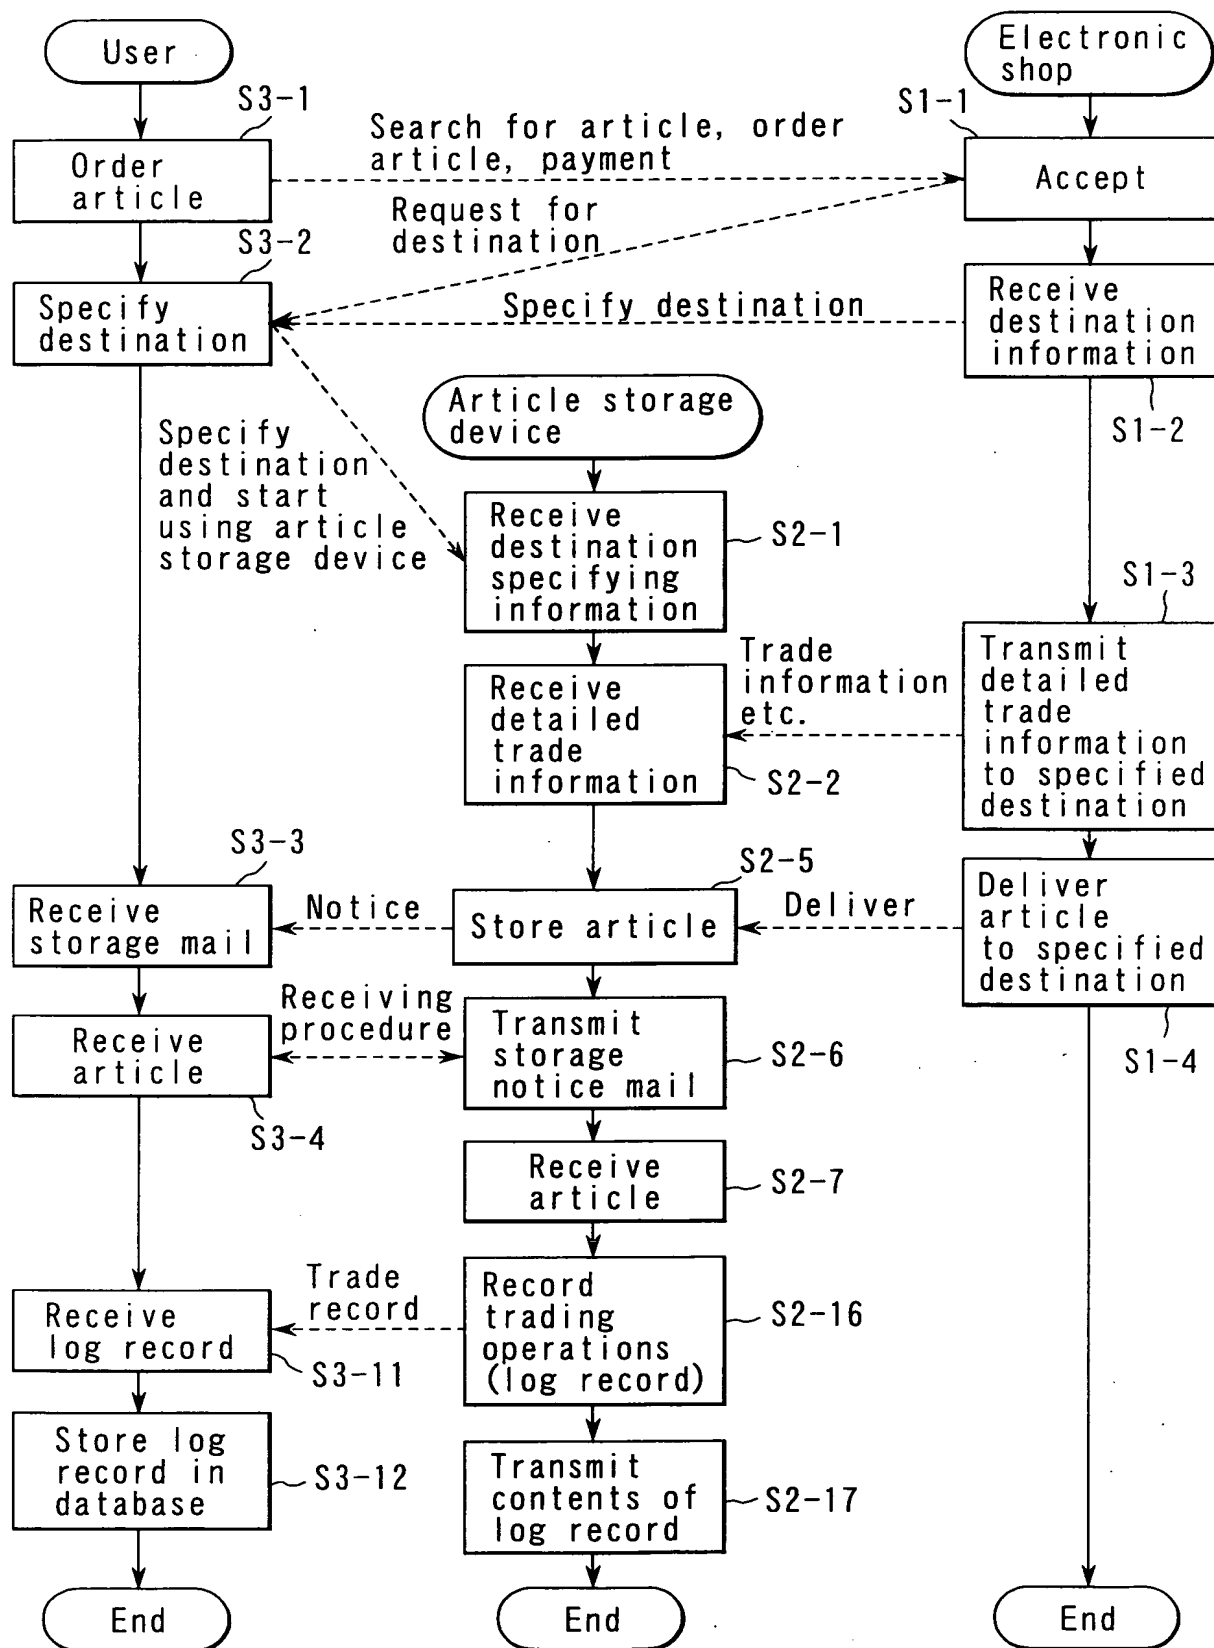 User
Electronic
shop
S3-1
S1-1
Order
article
Search for article, order
article, payment
Accept
Request for
destination
S3-2
Specify
destination
Specify destination
Receive
destination
information
S1-2
Article storage
device
Specify
destination
and start
using article
storage device
Receive
destination
specifying
information
S2-1
S1-3
Trade
information
etc.
Transmit
detailed
trade
information
to specified
destination
Receive
detailed
trade
information
S2-2
S3-3
S2-5
Receive
storage mail
Notice
Store article
Deliver
Deliver
article
to specified
destination
S1-4
Receiving
procedure
Receive
article
S3-4
Transmit
storage
notice mail
S2-6
Receive
article
S2-7
Trade
record
Record
trading
operations
(log record)
S2-16
Receive
log record
S3-11
Store log
record in
database
S3-12
Transmit
contents of
log record
S2-17
End
End
End